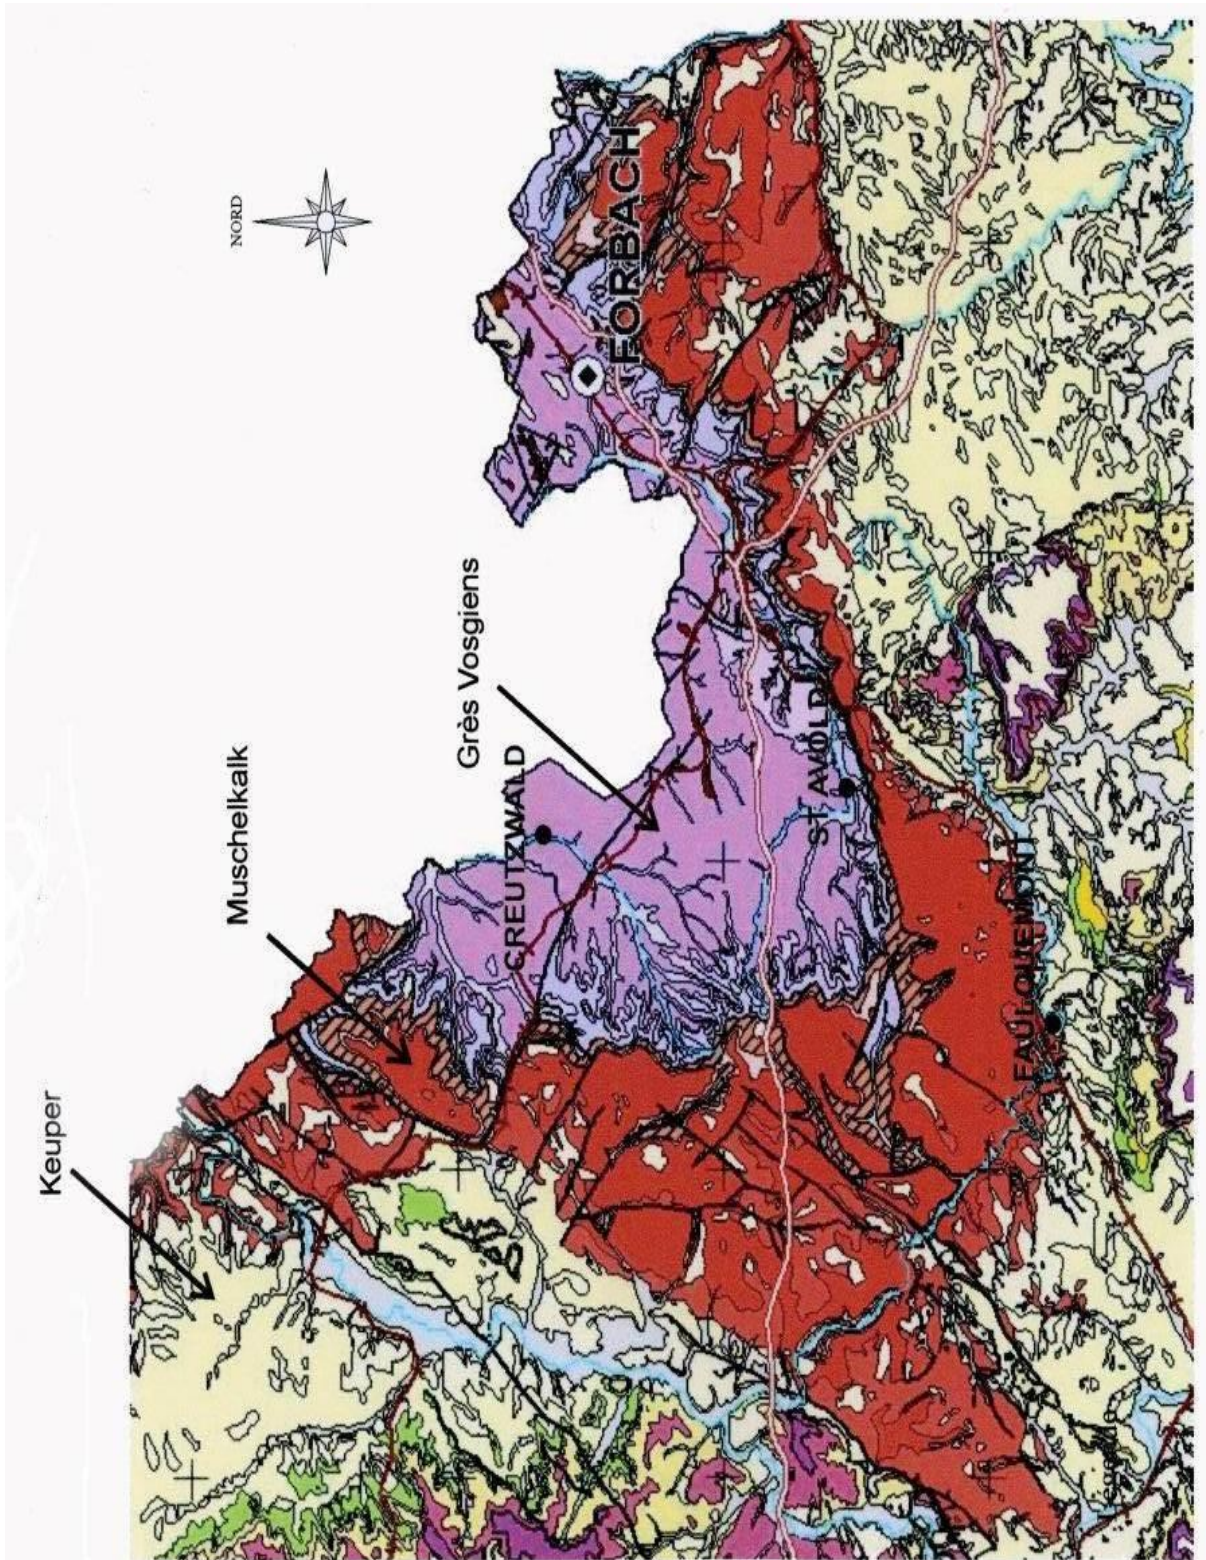 NORD
Keuper
Muschelkalk
Grès Vosgiens
FORBACH
CREUTZWALD
ST AVOLD
FAULQUEMONT